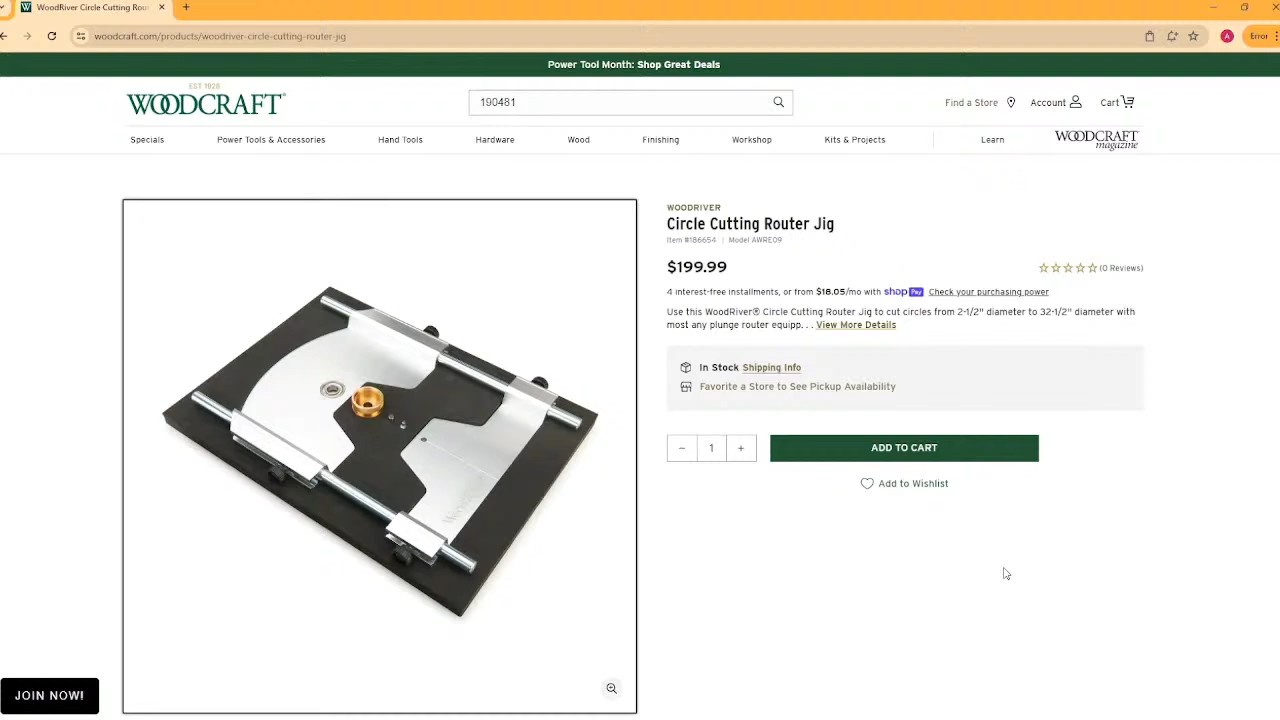 WoodRiver Circle Cutting Rou
woodcraft.com/products/woodriver-circle-cutting-router-jig
A
Error
Power Tool Month: Shop Great Deals
EST 1928
WOODCRAFT
190481
Find a Store
Account
Cart
Specials
Power Tools & Accessories
Hand Tools
Hardware
Wood
Finishing
Workshop
Kits & Projects
Learn
WOODCRAFT
magazine
WOODRIVER
Circle Cutting Router Jig
Item #186654 | Model AWRE09
$199.99
(0 Reviews)
4 interest-free installments, or from $18.05/mo with shop Pay Check your purchasing power
Use this WoodRiver® Circle Cutting Router Jig to cut circles from 2-1/2" diameter to 32-1/2" diameter with
most any plunge router equipp. . . View More Details
In Stock Shipping Info
Favorite a Store to See Pickup Availability
− 1 +
ADD TO CART
Add to Wishlist
JOIN NOW!